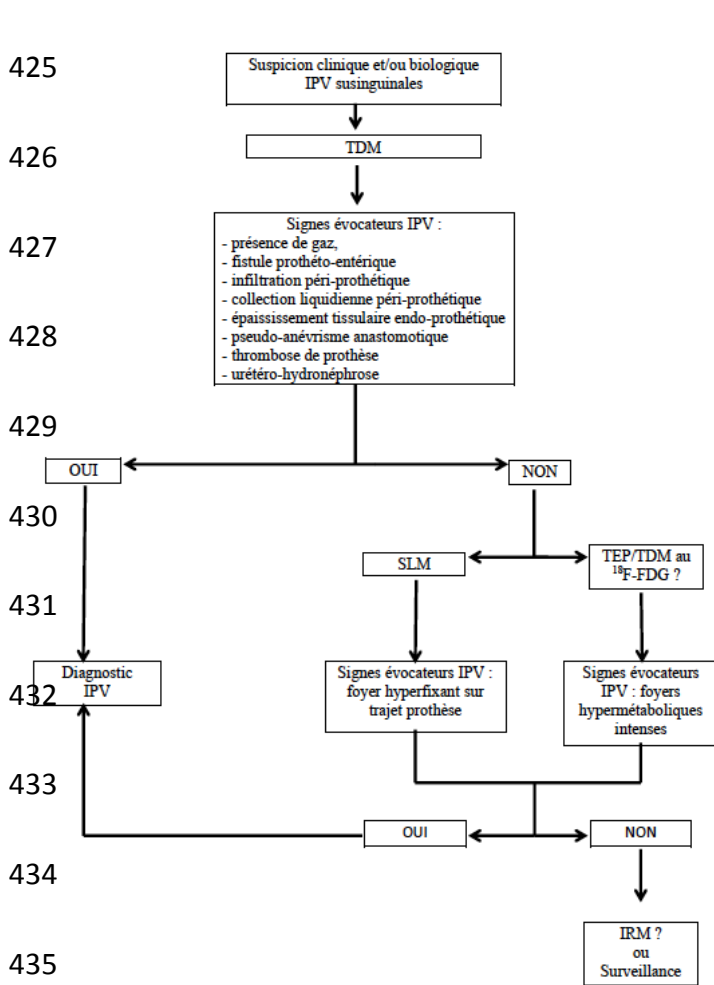 425
Suspicion clinique et/ou biologique
IPV susinguinales
426
TDM
427
Signes évocateurs IPV :
- présence de gaz,
- fistule prothéto-entérique
- infiltration péri-prothétique
- collection liquidienne péri-prothétique
- épaississement tissulaire endo-prothétique
- pseudo-anévrisme anastomotique
- thrombose de prothèse
- urétéro-hydronéphrose
428
429
OUI
NON
430
SLM
TEP/TDM au
¹⁸F-FDG ?
431
Diagnostic
IPV
432
Signes évocateurs IPV :
foyer hyperfixant sur
trajet prothèse
Signes évocateurs
IPV : foyers
hypermétaboliques
intenses
433
OUI
NON
434
IRM ?
ou
Surveillance
435